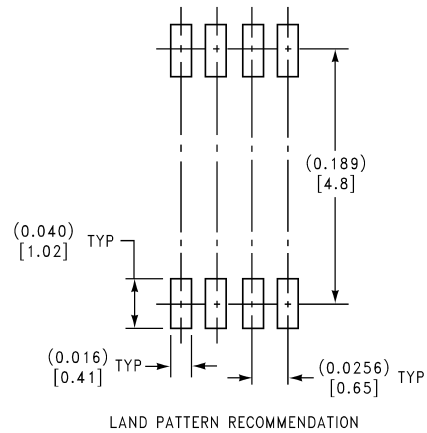 (0.189)
[4.8]
(0.040)
[1.02] TYP
(0.016)
[0.41] TYP
(0.0256)
[0.65] TYP
LAND PATTERN RECOMMENDATION